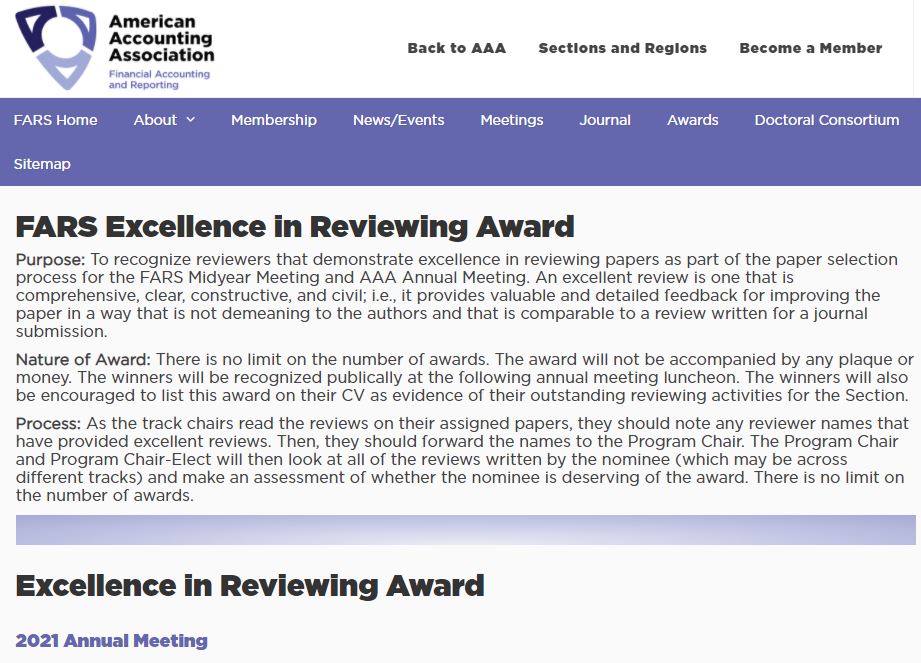 American
Accounting
Association
Financial Accounting
and Reporting
Back to AAA Sections and Regions Become a Member
FARS Home About Membership News/Events Meetings Journal Awards Doctoral Consortium
Sitemap
FARS Excellence in Reviewing Award
Purpose: To recognize reviewers that demonstrate excellence in reviewing papers as part of the paper selection
process for the FARS Midyear Meeting and AAA Annual Meeting. An excellent review is one that is
comprehensive, clear, constructive, and civil; i.e., it provides valuable and detailed feedback for improving the
paper in a way that is not demeaning to the authors and that is comparable to a review written for a journal
submission.
Nature of Award: There is no limit on the number of awards. The award will not be accompanied by any plaque or
money. The winners will be recognized publically at the following annual meeting luncheon. The winners will also
be encouraged to list this award on their CV as evidence of their outstanding reviewing activities for the Section.
Process: As the track chairs read the reviews on their assigned papers, they should note any reviewer names that
have provided excellent reviews. Then, they should forward the names to the Program Chair. The Program Chair
and Program Chair-Elect will then look at all of the reviews written by the nominee (which may be across
different tracks) and make an assessment of whether the nominee is deserving of the award. There is no limit on
the number of awards.
Excellence in Reviewing Award
2021 Annual Meeting